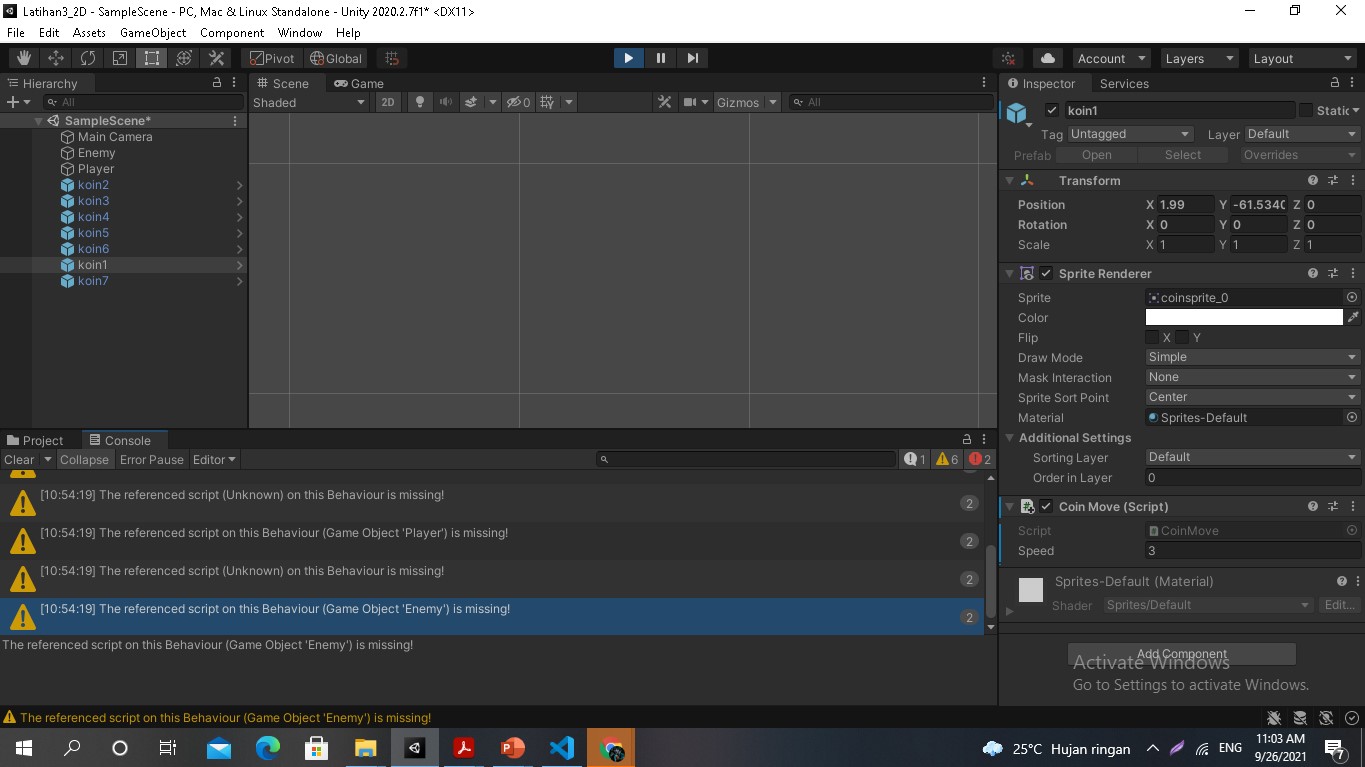 Latihan3_2D - SampleScene - PC, Mac & Linux Standalone - Unity 2020.2.7f1* <DX11>
File Edit Assets GameObject Component Window Help
Pivot Global Account Layers Layout
Hierarchy
All
SampleScene*
Main Camera
Enemy
Player
koin2
koin3
koin4
koin5
koin6
koin1
koin7
Scene Game
Shaded 2D 0 Gizmos All
Inspector Services
koin1 Static
Tag Untagged Layer Default
Prefab Open Select Overrides
Transform
Position X 1.99 Y -61.534( Z 0
Rotation X 0 Y 0 Z 0
Scale X 1 Y 1 Z 1
Sprite Renderer
Sprite coinsprite_0
Color
Flip X Y
Draw Mode Simple
Mask Interaction None
Sprite Sort Point Center
Material Sprites-Default
Additional Settings
Sorting Layer Default
Order in Layer 0
Coin Move (Script)
Script CoinMove
Speed 3
Sprites-Default (Material)
Shader Sprites/Default Edit...
Add Component
Activate Windows
Go to Settings to activate Windows.
Project Console
Clear Collapse Error Pause Editor 1 6 2
[10:54:19] The referenced script (Unknown) on this Behaviour is missing! 2
[10:54:19] The referenced script on this Behaviour (Game Object 'Player') is missing! 2
[10:54:19] The referenced script (Unknown) on this Behaviour is missing! 2
[10:54:19] The referenced script on this Behaviour (Game Object 'Enemy') is missing! 2
The referenced script on this Behaviour (Game Object 'Enemy') is missing!
The referenced script on this Behaviour (Game Object 'Enemy') is missing!
25°C Hujan ringan ENG 11:03 AM
9/26/2021 7